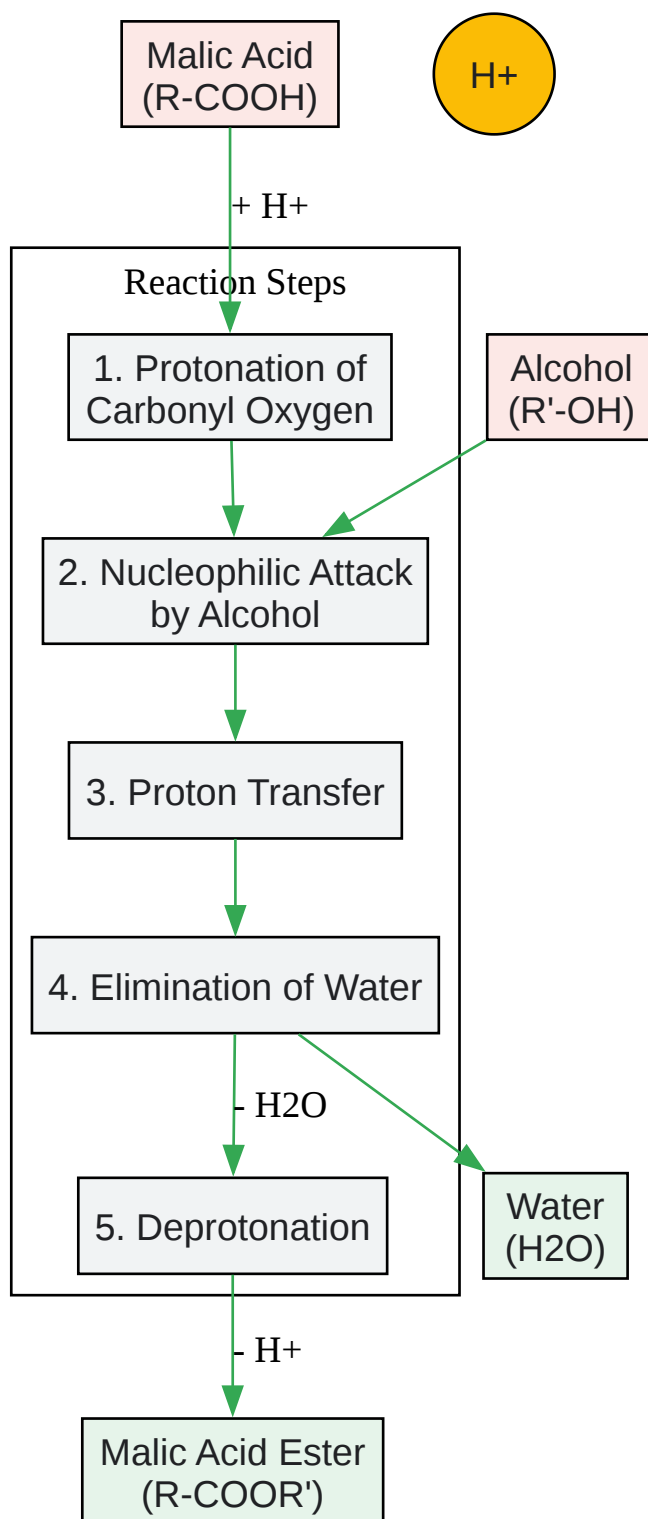 Malic Acid
(R-COOH)
H+
+ H+
Reaction Steps
1. Protonation of
Carbonyl Oxygen
Alcohol
(R'-OH)
2. Nucleophilic Attack
by Alcohol
3. Proton Transfer
4. Elimination of Water
- H2O
5. Deprotonation
Water
(H2O)
- H+
Malic Acid Ester
(R-COOR')